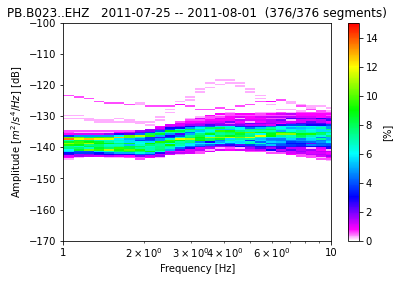 PB.B023..EHZ   2011-07-25 -- 2011-08-01  (376/376 segments)
Amplitude [m²/s⁴/Hz] [dB]
−100
−110
−120
−130
−140
−150
−160
−170
1
2 × 10⁰
3 × 10⁰
4 × 10⁰
6 × 10⁰
10
Frequency [Hz]
14
12
10
8
6
4
2
0
[%]